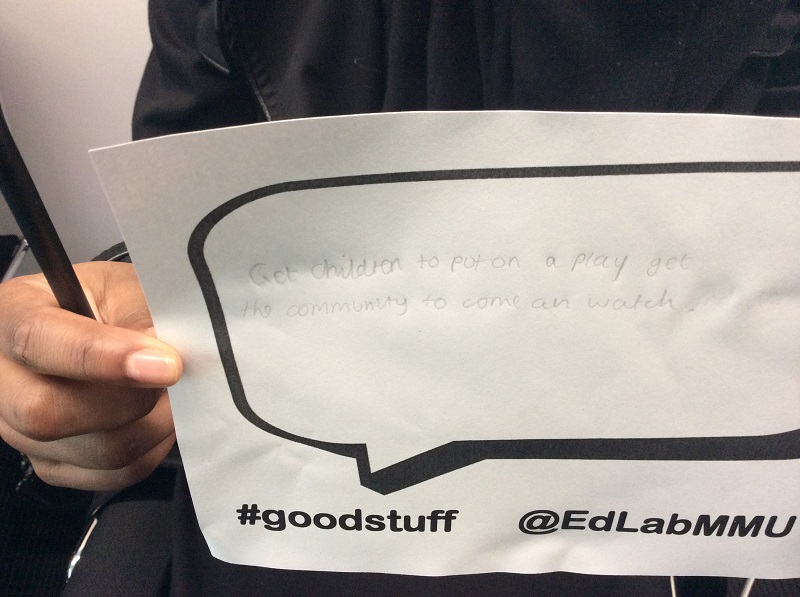 Get children to put on a play get
the community to come an watch.
#goodstuff @EdLabMMU